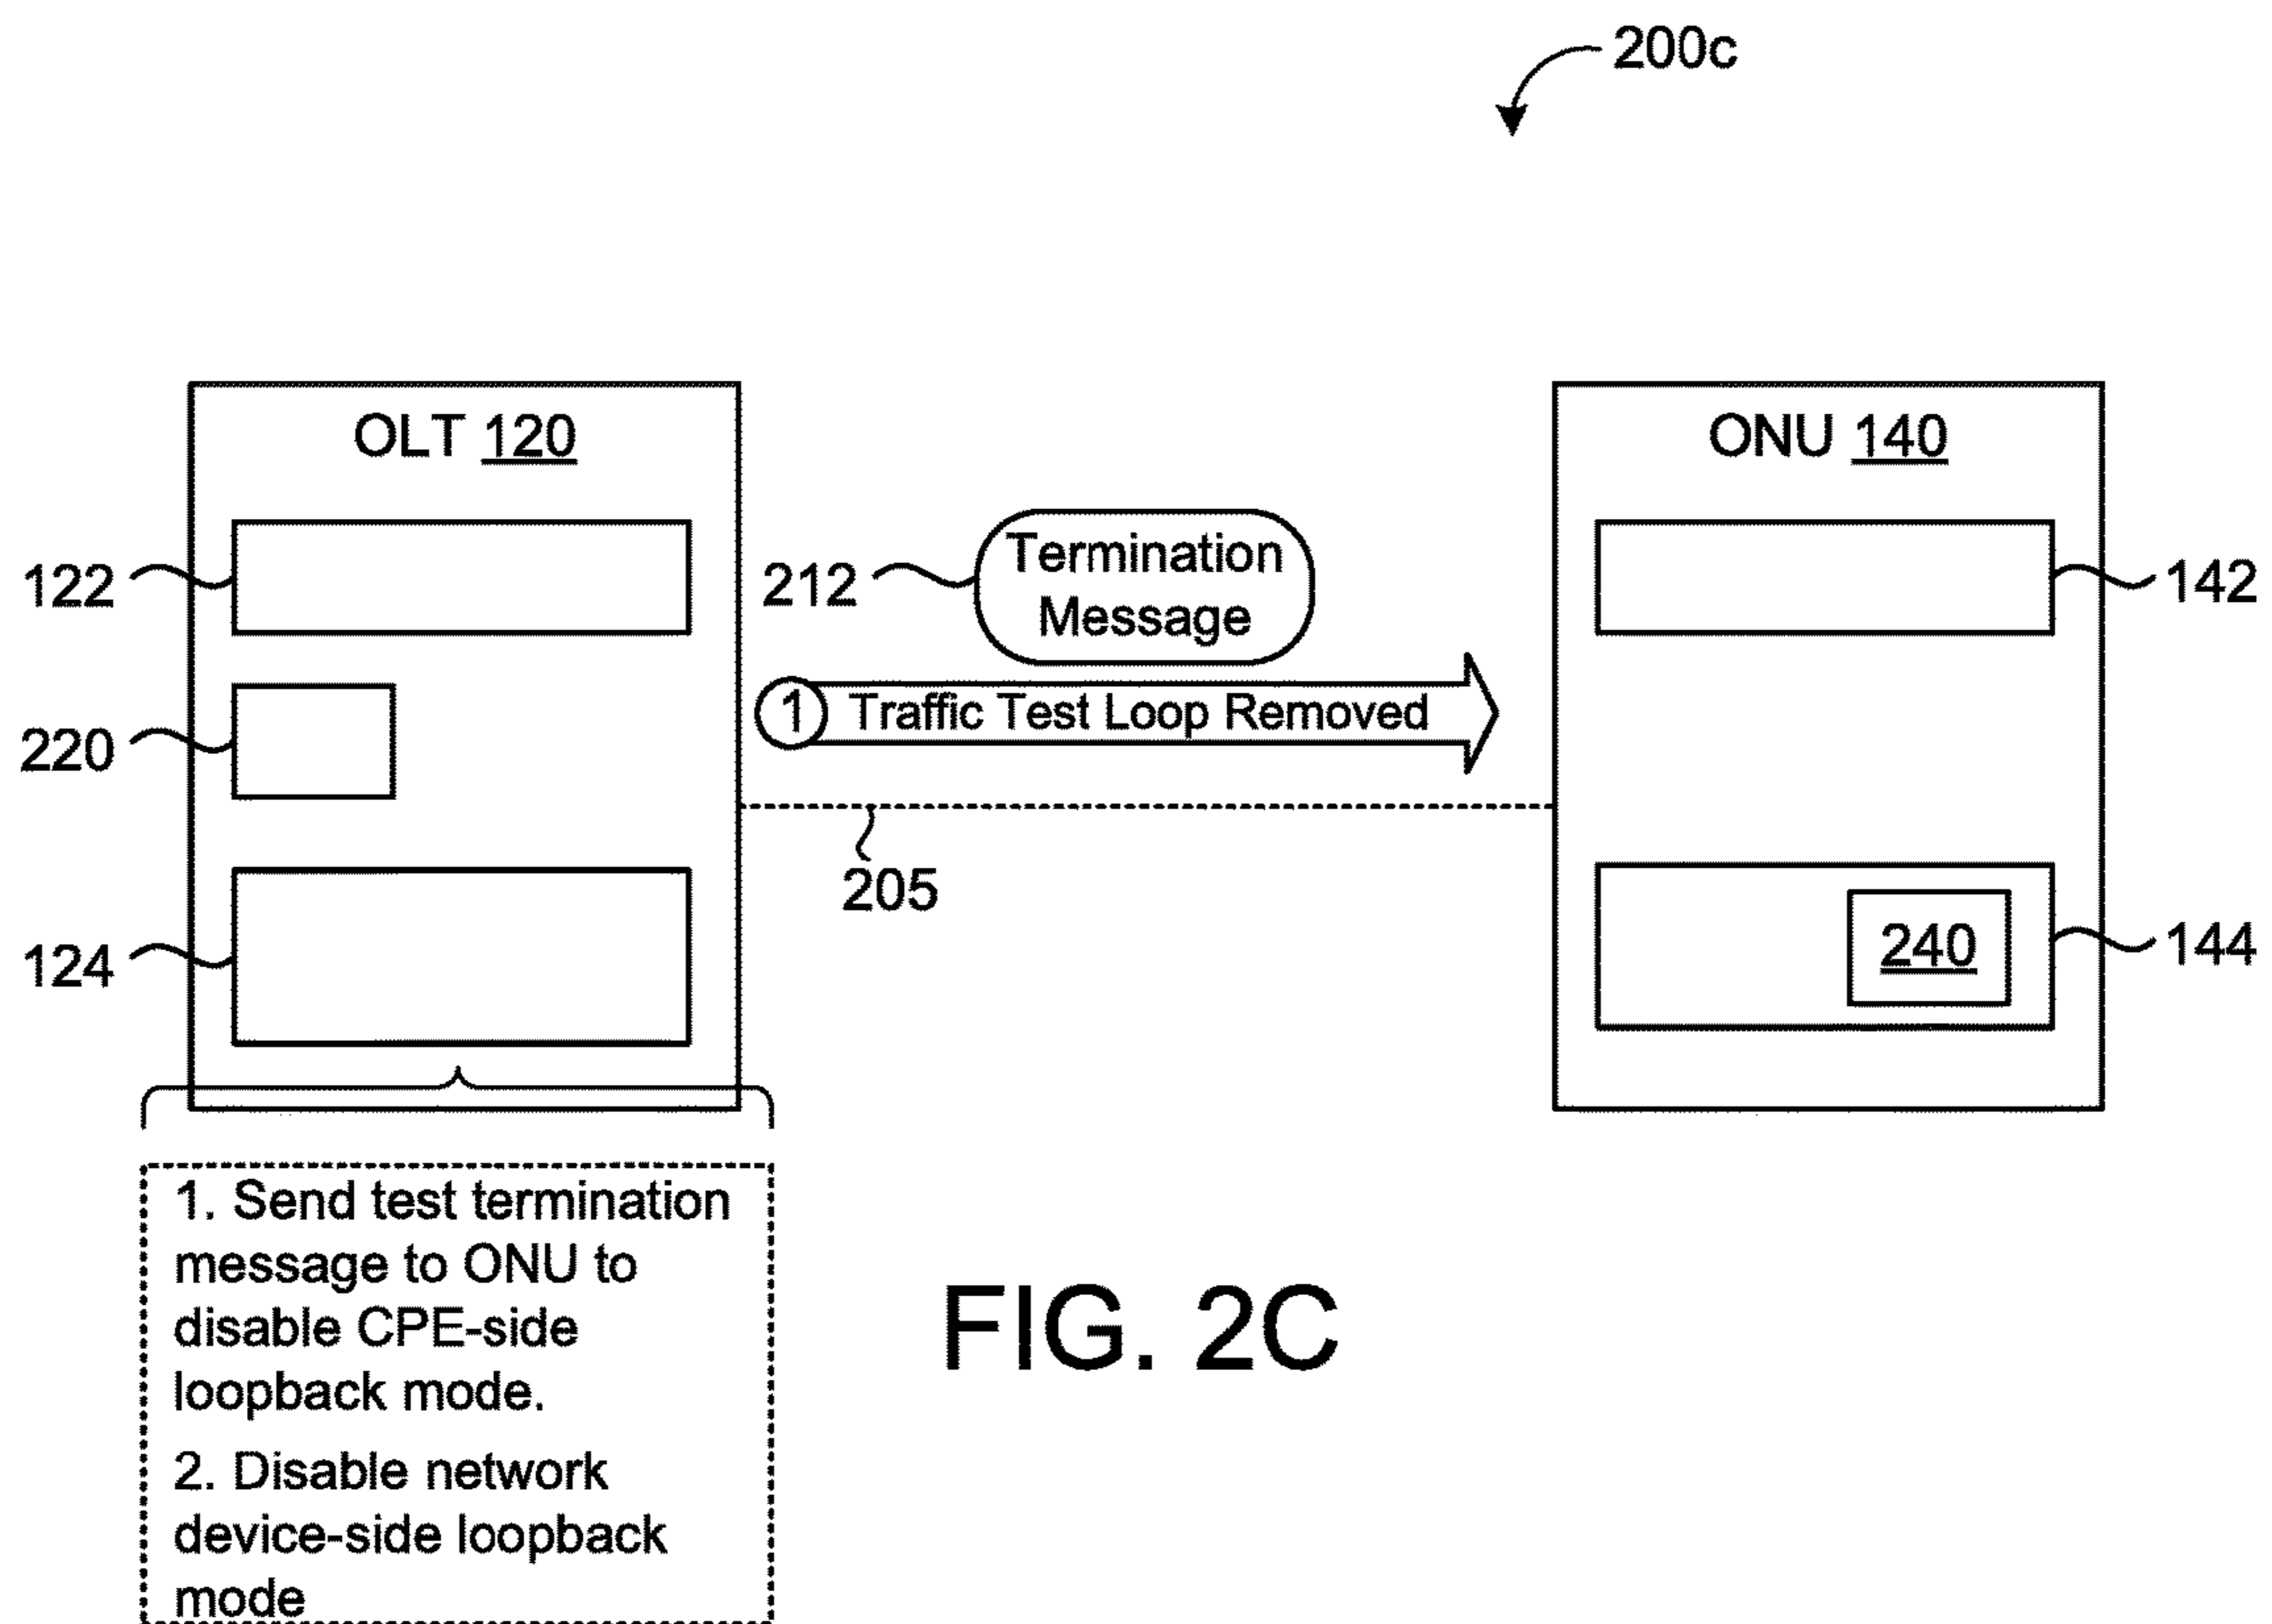 200c
OLT 120
ONU 140
122
212
Termination
Message
142
220
1
Traffic Test Loop Removed
205
124
240
144
1. Send test termination
message to ONU to
disable CPE-side
loopback mode.
2. Disable network
device-side loopback
mode
FIG. 2C